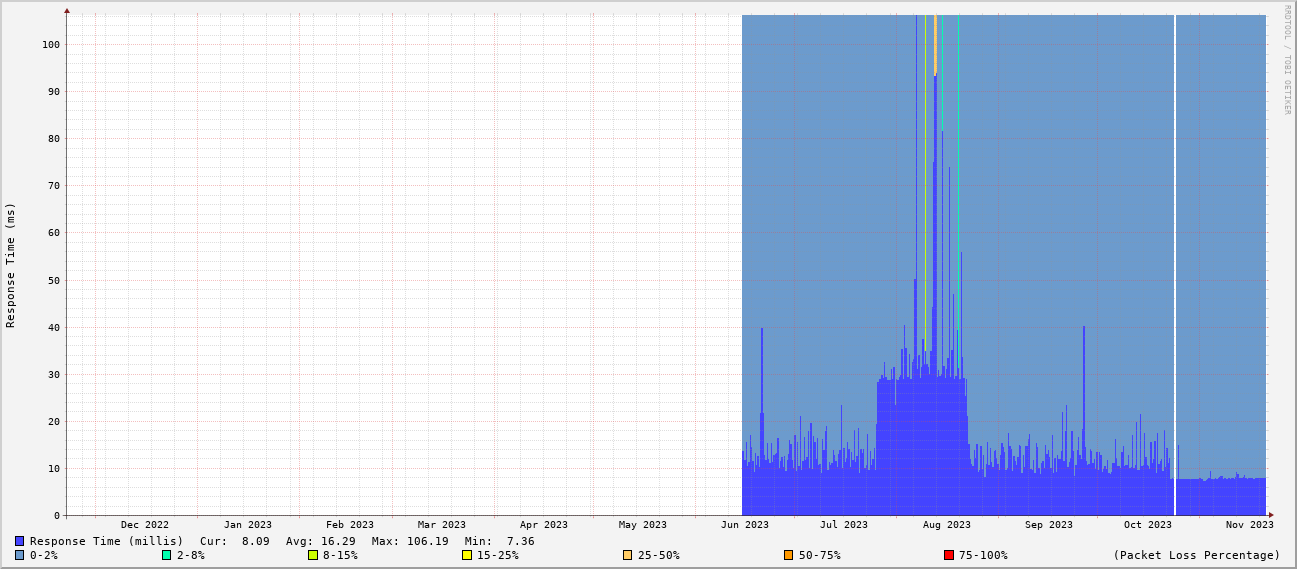 RRDTOOL / TOBI OETIKER
Response Time (ms)
100
90
80
70
60
50
40
30
20
10
0
Dec 2022 Jan 2023 Feb 2023 Mar 2023 Apr 2023 May 2023 Jun 2023 Jul 2023 Aug 2023 Sep 2023 Oct 2023 Nov 2023
Response Time (millis) Cur: 8.09 Avg: 16.29 Max: 106.19 Min: 7.36
0-2% 2-8% 8-15% 15-25% 25-50% 50-75% 75-100% (Packet Loss Percentage)